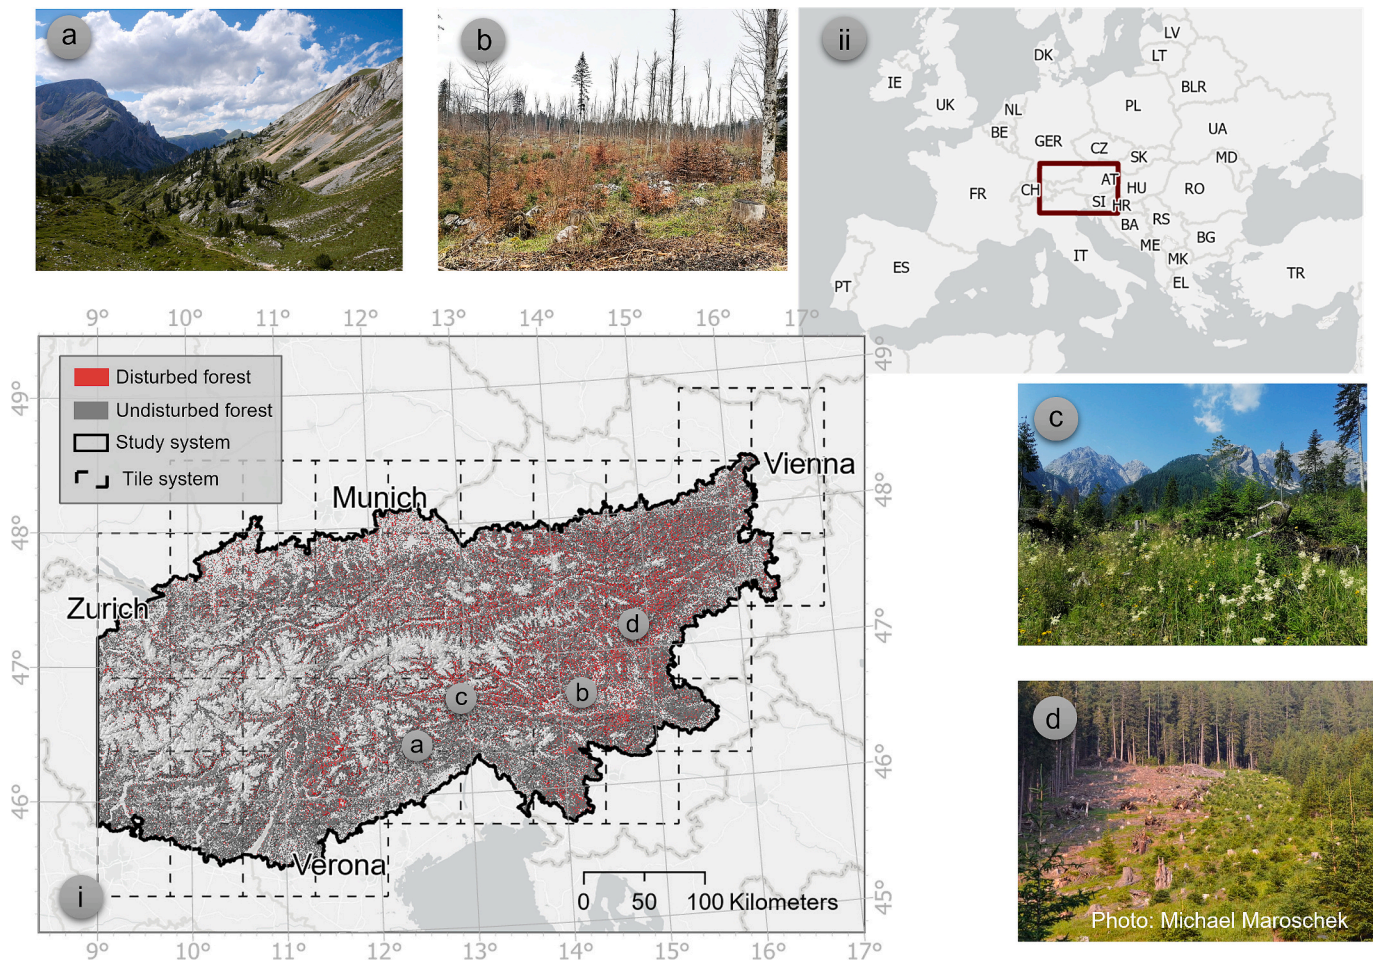 a
b
ii
LV
DK
LT
IE
BLR
UK
NL
PL
BE
UA
GER
CZ
SK
MD
AT
CH
HU
RO
FR
SI
HR
RS
BA
BG
ME
IT
MK
ES
EL
PT
TR
9° 10° 11° 12° 13° 14° 15° 16° 17°
49°
49°
Disturbed forest
Undisturbed forest
Study system
Tile system
Vienna
Munich
48°
48°
Zurich
47°
47°
d
c
b
a
46°
46°
Verona
45°
i
0 50 100 Kilometers
9° 10° 11° 12° 13° 14° 15° 16° 17°
c
d
Photo: Michael Maroschek